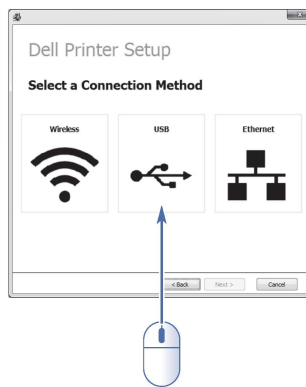 Dell Printer Setup
Select a Connection Method
Wireless USB Ethernet
< Back Next > Cancel